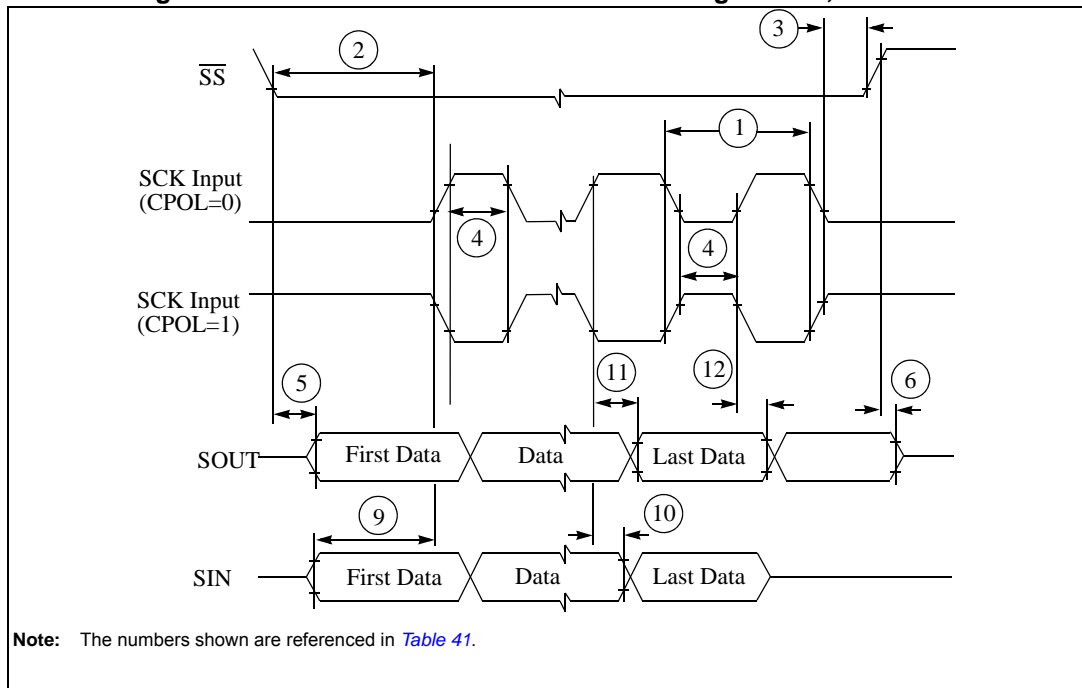 3
2
SS
1
SCK Input
(CPOL=0)
4
4
SCK Input
(CPOL=1)
11
12
5
6
SOUT
First Data
Data
Last Data
9
10
SIN
First Data
Data
Last Data
Note: The numbers shown are referenced in Table 41.